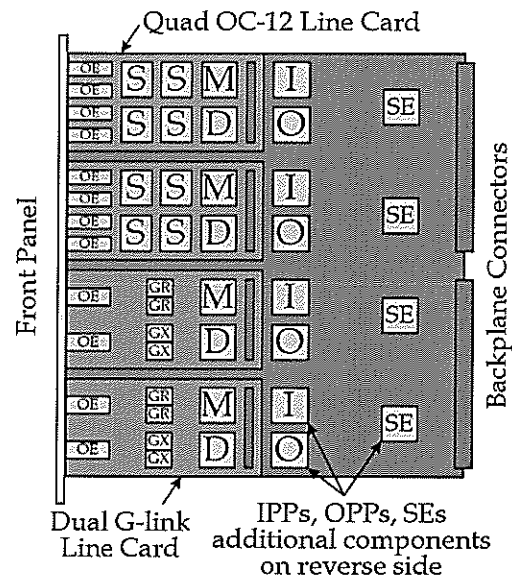 Quad OC-12 Line Card
OE S S M I
OE
OE S S D O SE
OE
OE S S M I
OE
OE S S D O SE
OE
OE GR M I
GR
OE GX D O SE
GX
OE GR M I
GR
OE GX D O SE
GX
Front Panel
Backplane Connectors
Dual G-link
Line Card
IPPs, OPPs, SEs
additional components
on reverse side